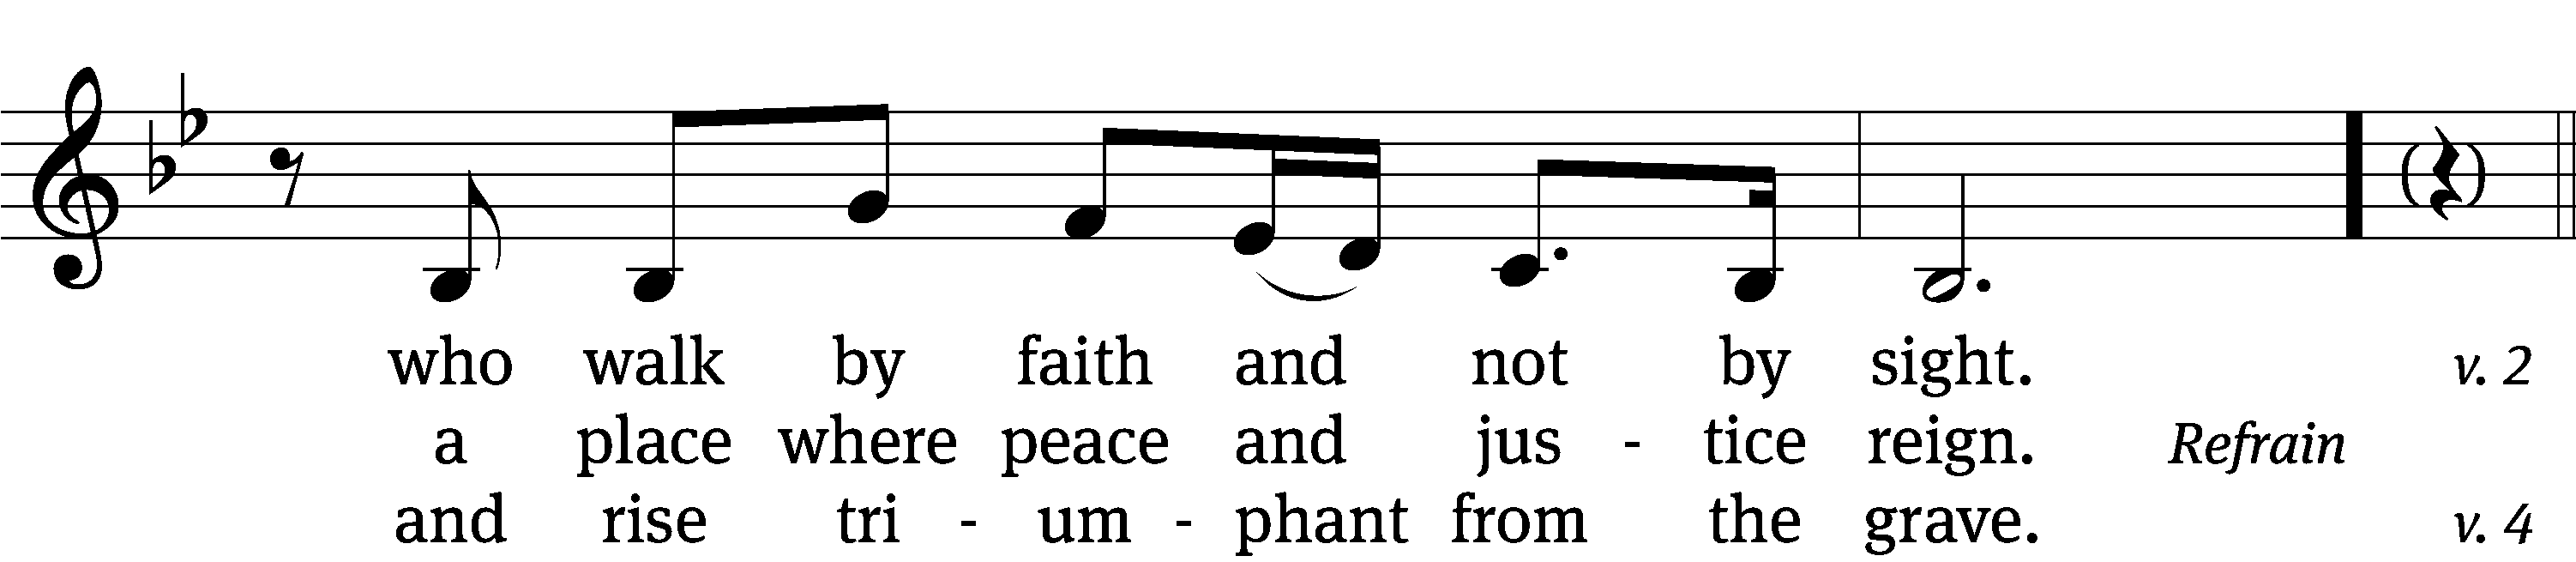 who walk by faith and not by sight. v. 2
a place where peace and jus - tice reign. Refrain
and rise tri - um - phant from the grave. v. 4